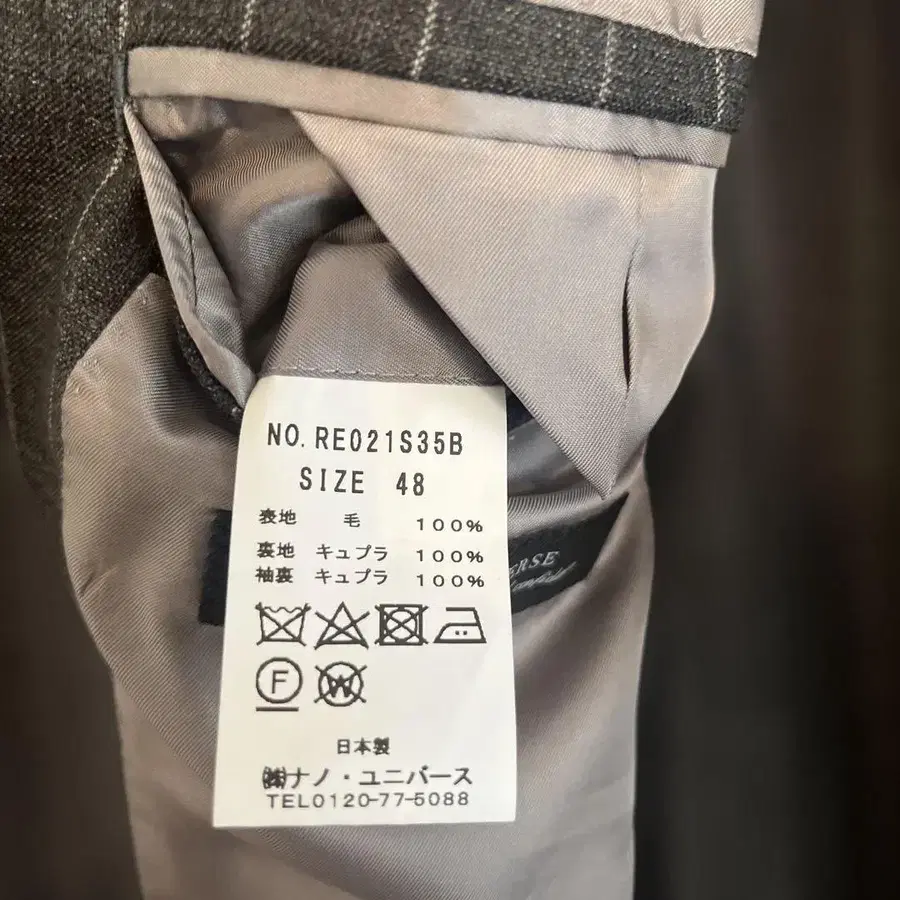 NO. RE021S35B
SIZE 48
表地 毛 100%
裏地 キュプラ 100%
袖裏 キュプラ 100%
F
W
日本製
㈱ナノ・ユニバース
TEL0120-77-5088
ERSE